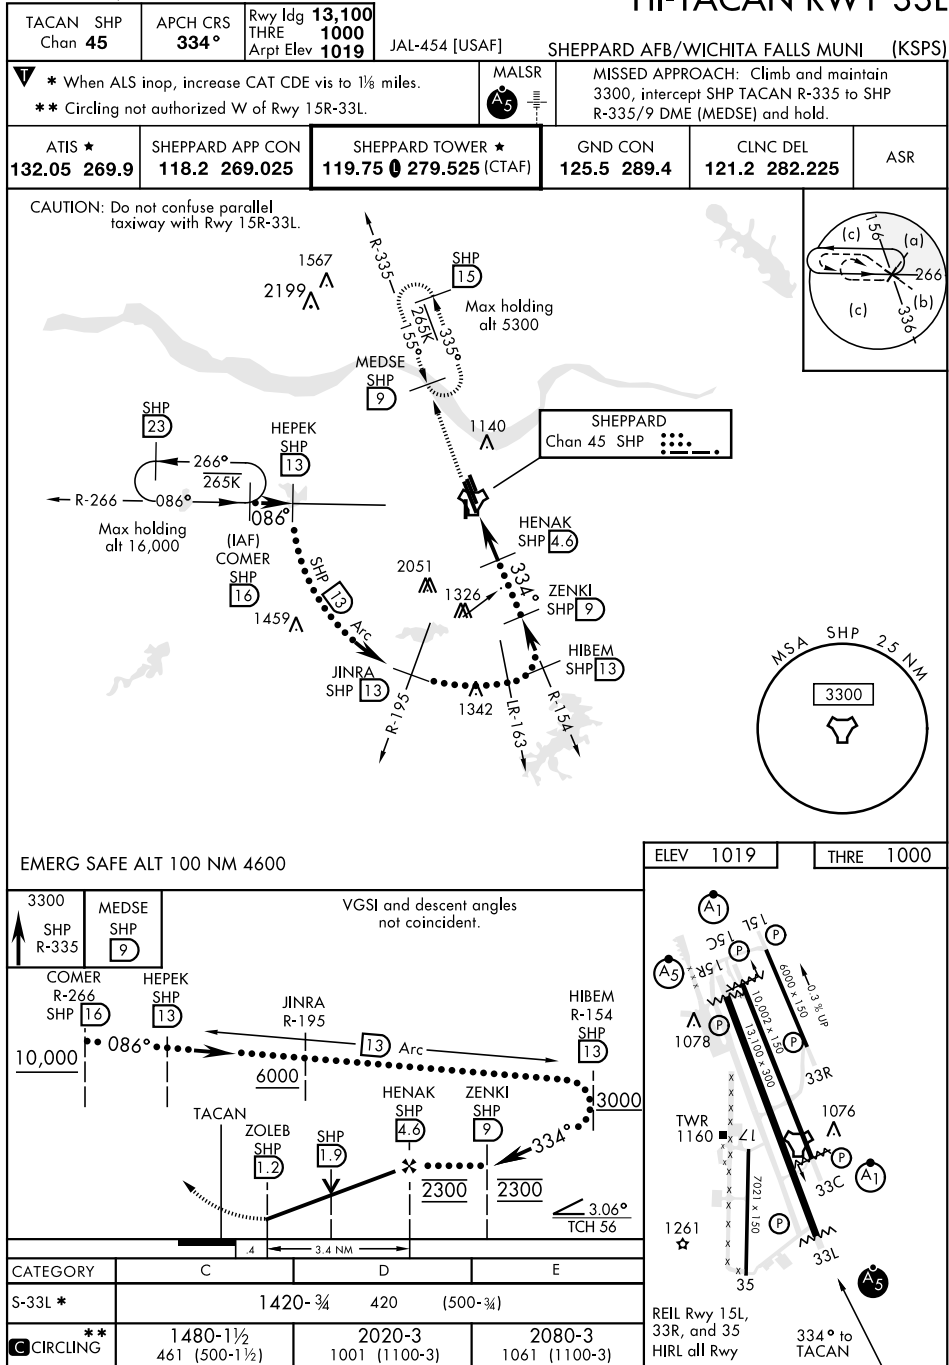 HI-TACAN RWY 33L
TACAN SHP
Chan 45
APCH CRS
334°
Rwy ldg 13,100
THRE 1000
Arpt Elev 1019
JAL-454 [USAF]
SHEPPARD AFB/WICHITA FALLS MUNI (KSPS)
T
* When ALS inop, increase CAT CDE vis to 1⅛ miles.
** Circling not authorized W of Rwy 15R-33L.
MALSR
A5
MISSED APPROACH: Climb and maintain
3300, intercept SHP TACAN R-335 to SHP
R-335/9 DME (MEDSE) and hold.
ATIS ★
132.05 269.9
SHEPPARD APP CON
118.2 269.025
SHEPPARD TOWER ★
119.75 L 279.525 (CTAF)
GND CON
125.5 289.4
CLNC DEL
121.2 282.225
ASR
CAUTION: Do not confuse parallel
taxiway with Rwy 15R-33L.
1567
2199
R-335
SHP
15
Max holding
alt 5300
265K
155°
335°
MEDSE
SHP
9
156
(c)
(a)
266
(b)
(c)
336
SHP
23
HEPEK
SHP
13
1140
SHEPPARD
Chan 45 SHP
266°
265K
R-266
086°
086°
Max holding
alt 16,000
(IAF)
COMER
SHP
16
SHP 13 Arc
1459
HENAK
SHP 4.6
334°
2051
1326
ZENKI
SHP 9
HIBEM
SHP 13
JINRA
SHP 13
1342
R-195
LR-163
R-154
MSA SHP 25 NM
3300
EMERG SAFE ALT 100 NM 4600
ELEV 1019
THRE 1000
3300
SHP
R-335
MEDSE
SHP
9
VGSI and descent angles
not coincident.
COMER
R-266
SHP 16
HEPEK
SHP
13
JINRA
R-195
HIBEM
R-154
SHP
13
10,000
086°
13 Arc
6000
3000
TACAN
ZOLEB
SHP
1.2
SHP
1.9
HENAK
SHP
4.6
ZENKI
SHP
9
334°
2300
2300
3.06°
TCH 56
.4
3.4 NM
A1
15L
15C
15R
P
P
A5
1078
P
6000 x 150
0.3 % UP
10,002 x 150
13,100 x 300
P
33R
TWR
1160
17
1076
P
33C
A1
7021 x 150
P
1261
33L
35
A5
REIL Rwy 15L,
33R, and 35
HIRL all Rwy
334° to
TACAN
CATEGORY C D E
S-33L * 1420-¾ 420 (500-¾)
C CIRCLING ** 1480-1½ 2020-3 2080-3
461 (500-1½) 1001 (1100-3) 1061 (1100-3)